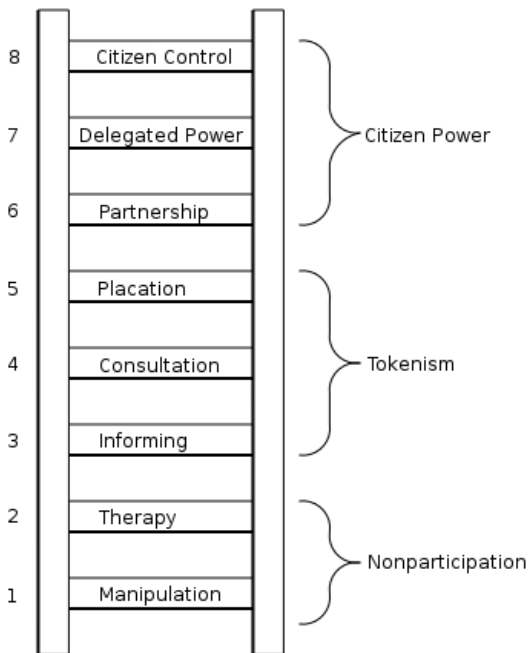 8 Citizen Control
7 Delegated Power
Citizen Power
6 Partnership
5 Placation
4 Consultation
Tokenism
3 Informing
2 Therapy
Nonparticipation
1 Manipulation